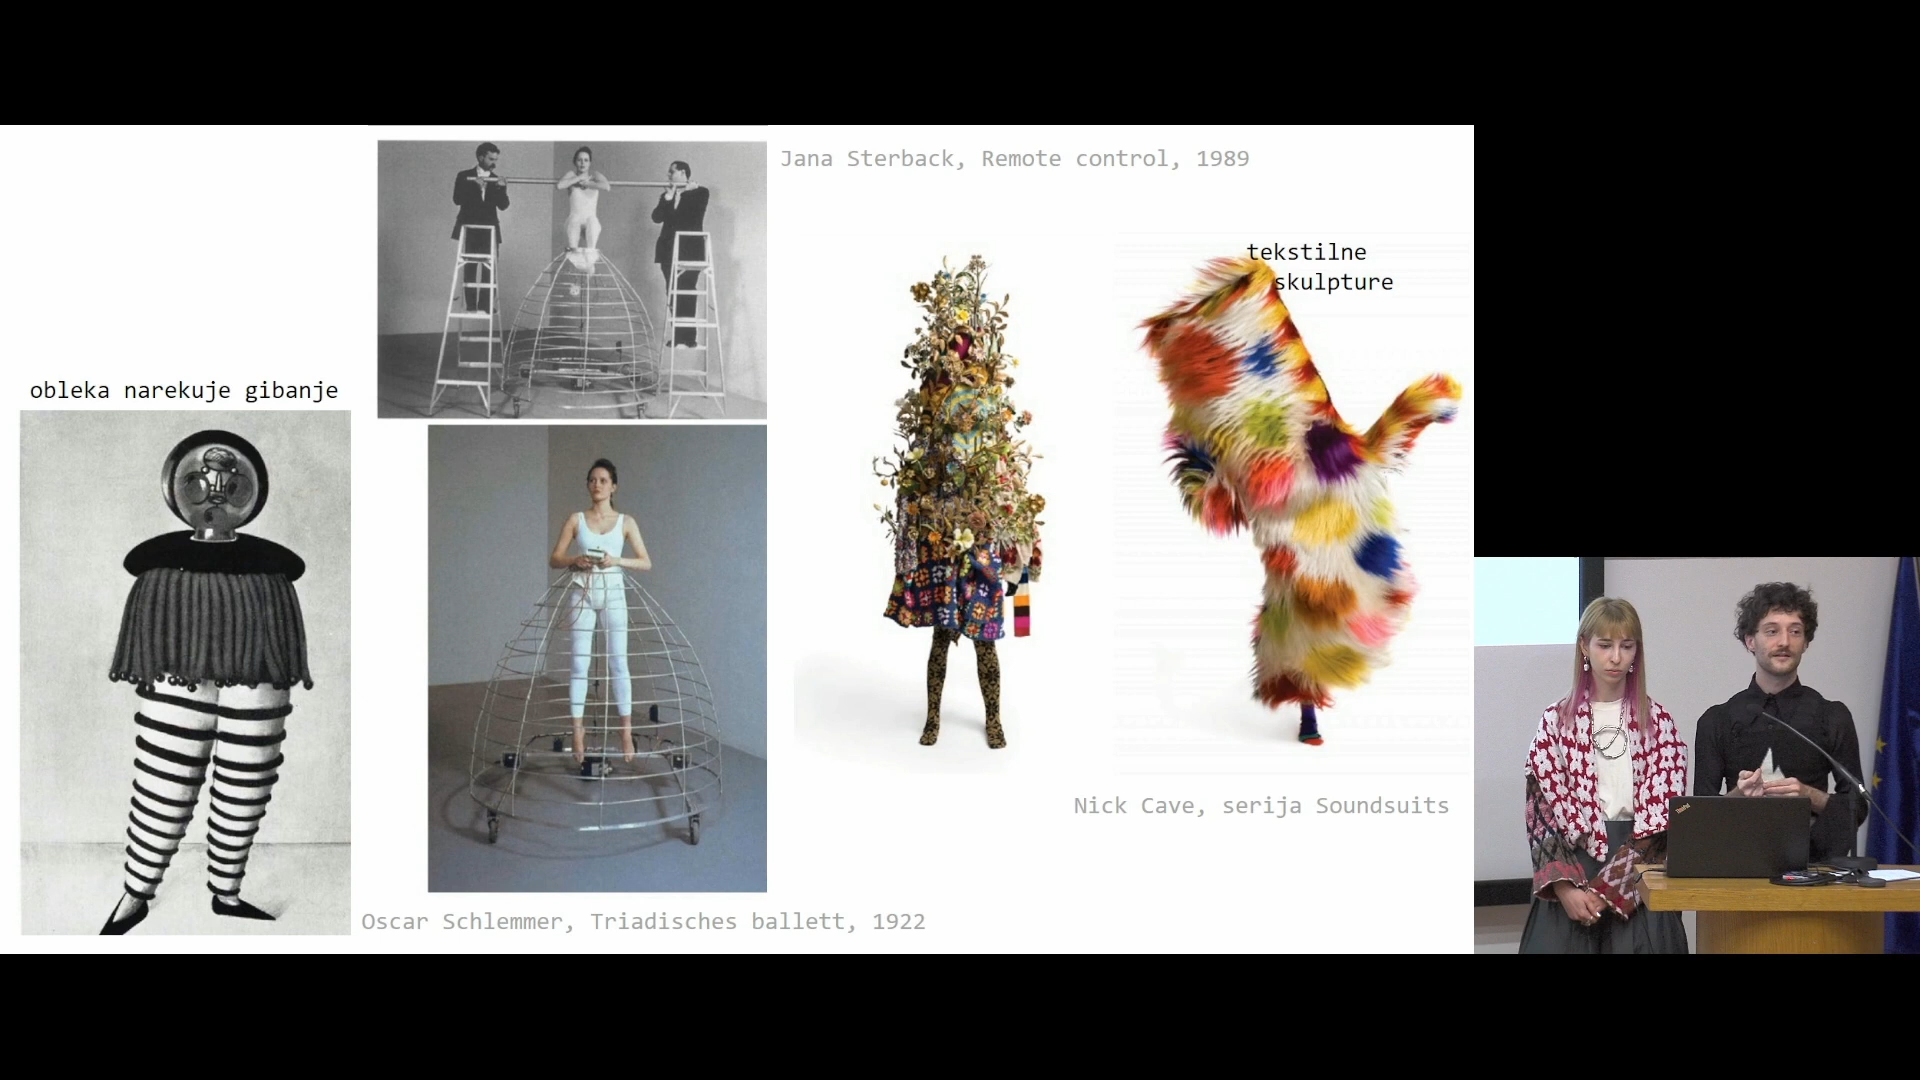 Jana Sterback, Remote control, 1989
tekstilne
skulpture
obleka narekuje gibanje
Nick Cave, serija Soundsuits
Oscar Schlemmer, Triadisches ballett, 1922
ThinkPad